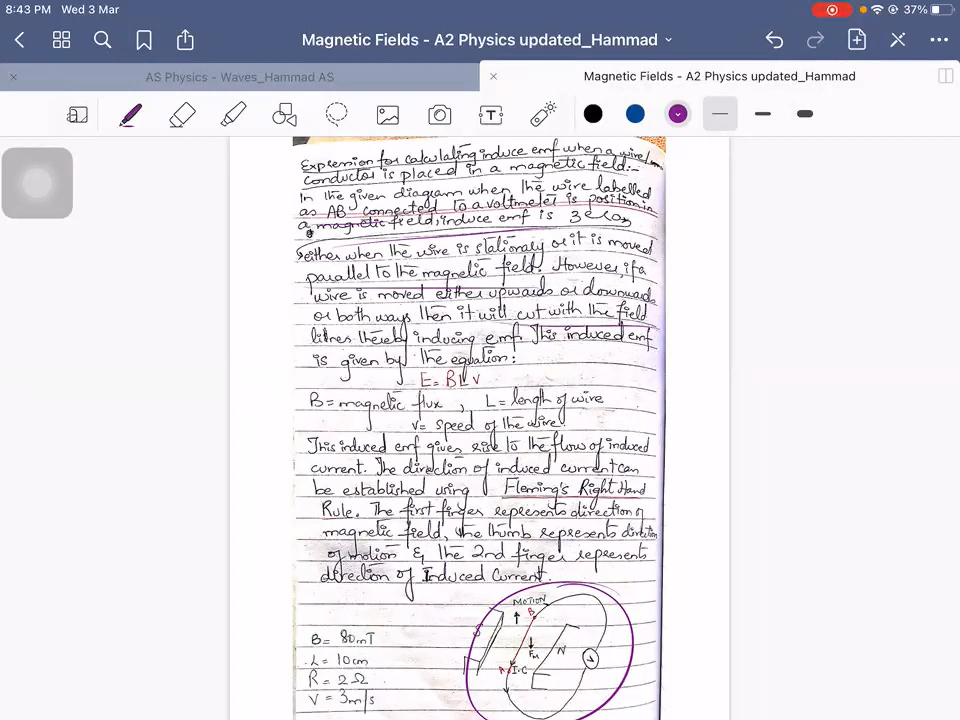 8:43 PM Wed 3 Mar
37%
Magnetic Fields - A2 Physics updated_Hammad
AS Physics - Waves_Hammad AS
Magnetic Fields - A2 Physics updated_Hammad
Expression for calculating induce emf when a wire/
conductor is placed in a magnetic field:-
In the given diagram when the wire labelled
as AB connected to a voltmeter is position in
a magnetic field, induce emf is zero
either when the wire is stationary or it is moved
parallel to the magnetic field. However, if a
wire is moved either upwards or downwards
or both ways then it will cut with the field
lines thereby inducing emf. This induced emf
is given by the equation:
E = BLv
B = magnetic flux , L = length of wire
v = speed of the wire.
This induced emf gives rise to the flow of induced
current. The direction of induced current can
be established using Fleming's Right Hand
Rule. The first finger represents direction of
magnetic field, the thumb represents direction
of motion & the 2nd finger represents
direction of Induced Current.
MOTION
B
S
N
FM
V
A
I.C
B = 80mT
L = 10cm
R = 2 Ω
V = 3m/s